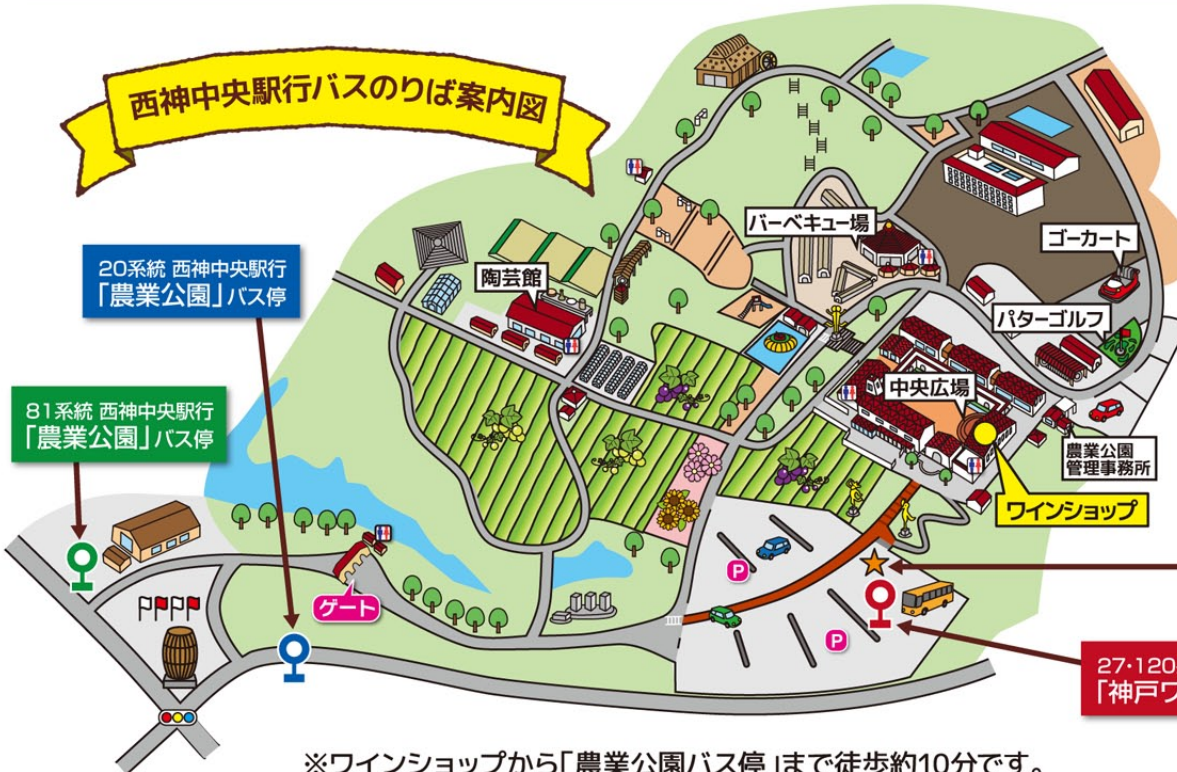 西神中央駅行バスのりば案内図
20系統 西神中央駅行
「農業公園」バス停
81系統 西神中央駅行
「農業公園」バス停
陶芸館
バーベキュー場
ゴーカート
パターゴルフ
中央広場
農業公園
管理事務所
ワインショップ
ゲート
P
P
27・120
「神戸ワ
※ワインショップから「農業公園バス停」まで徒歩約10分です。